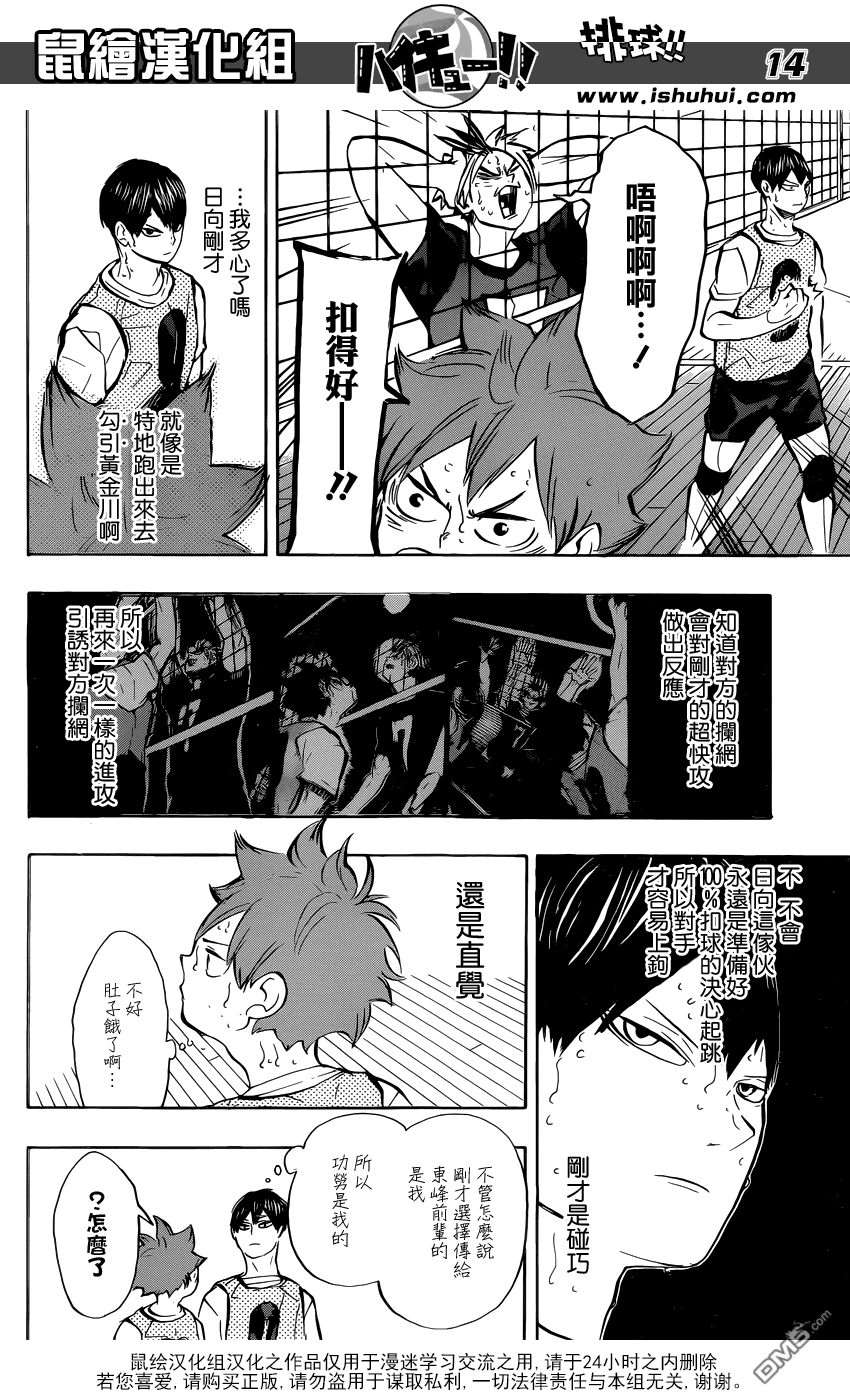 鼠繪漢化組
ハイキュー!!
排球!!
14
www.ishuhui.com
唔啊啊啊…！
扣得好——!!
…我多心了嗎
日向剛才
就像是
特地跑出來去
勾引黃金川啊
知道對方的攔網
會對剛才的超快攻
做出反應
所以
再來一次一樣的進攻
引誘對方攔網
不 不會
日向這傢伙
永遠是準備好
100%扣球的決心起跳
所以對手
才容易上鉤
剛才是碰巧
還是直覺
不好
肚子餓了啊…
不管怎麼說
剛才選擇傳給
東峰前輩的
是我
所以
功勞是我的
?怎麼了
鼠绘汉化组汉化之作品仅用于漫迷学习交流之用, 请于24小时之内删除
若您喜爱, 请购买正版, 请勿盗用于谋取私利, 一切法律责任与本组无关, 谢谢。
DM5.com